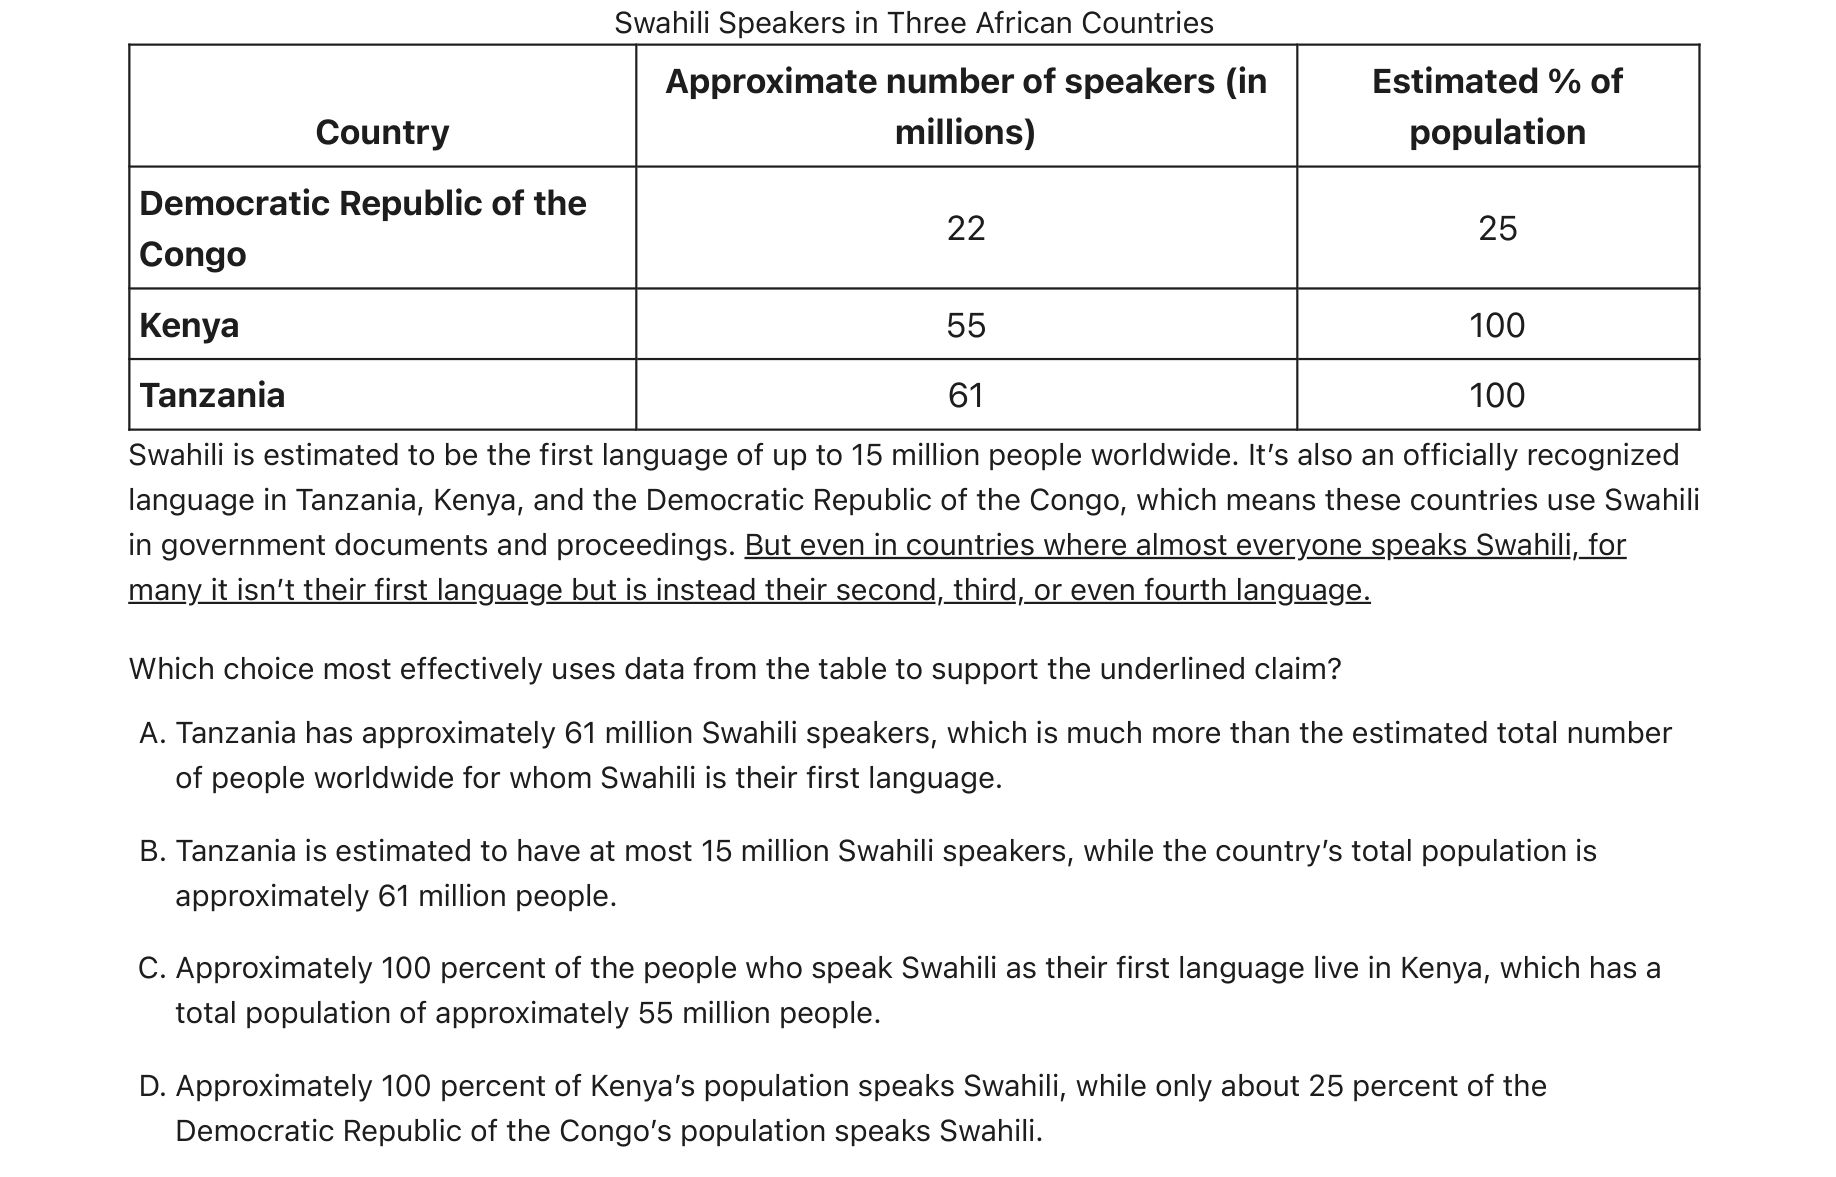 Swahili Speakers in Three African Countries
Country
Approximate number of speakers (in
millions)
Estimated % of
population
Democratic Republic of the
Congo
22
25
Kenya
55
100
Tanzania
61
100
Swahili is estimated to be the first language of up to 15 million people worldwide. It’s also an officially recognized
language in Tanzania, Kenya, and the Democratic Republic of the Congo, which means these countries use Swahili
in government documents and proceedings. But even in countries where almost everyone speaks Swahili, for
many it isn’t their first language but is instead their second, third, or even fourth language.
Which choice most effectively uses data from the table to support the underlined claim?
A. Tanzania has approximately 61 million Swahili speakers, which is much more than the estimated total number
of people worldwide for whom Swahili is their first language.
B. Tanzania is estimated to have at most 15 million Swahili speakers, while the country’s total population is
approximately 61 million people.
C. Approximately 100 percent of the people who speak Swahili as their first language live in Kenya, which has a
total population of approximately 55 million people.
D. Approximately 100 percent of Kenya’s population speaks Swahili, while only about 25 percent of the
Democratic Republic of the Congo’s population speaks Swahili.